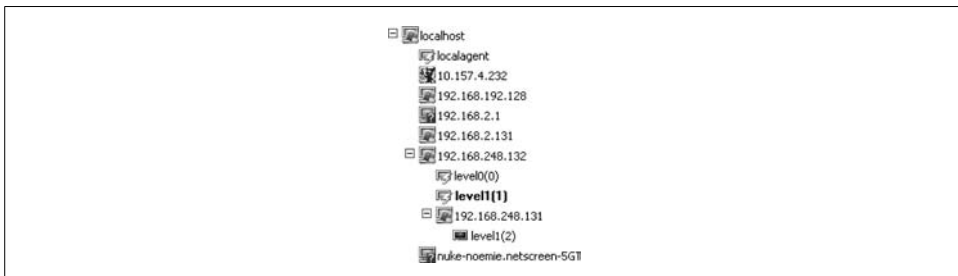 localhost
localagent
10.157.4.232
192.168.192.128
192.168.2.1
192.168.2.131
192.168.248.132
level0(0)
level1(1)
192.168.248.131
level1(2)
nuke-noemie.netscreen-5GT